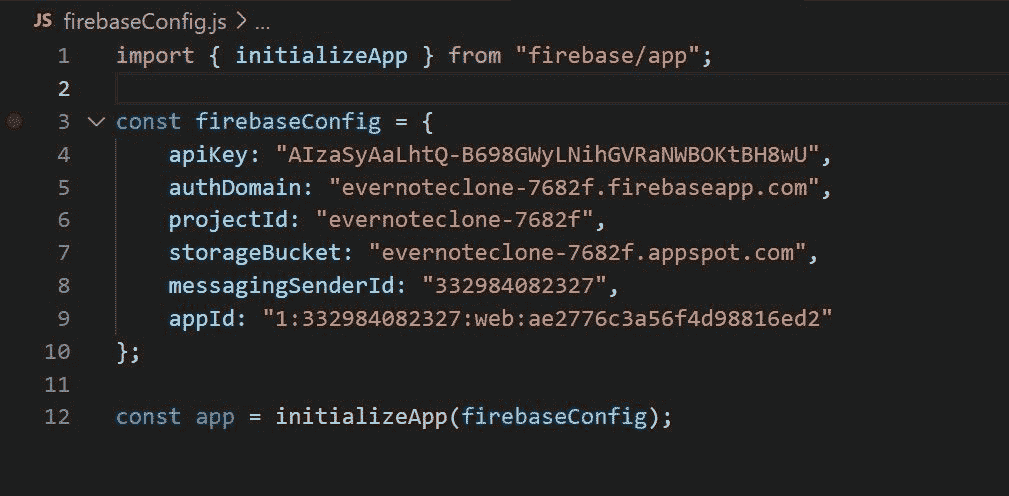 JS firebaseConfig.js > ...
1 import { initializeApp } from "firebase/app";
2
3 const firebaseConfig = {
4 apiKey: "AIzaSyAaLhtQ-B698GWyLNihGVRaNWBOKtBH8wU",
5 authDomain: "evernoteclone-7682f.firebaseapp.com",
6 projectId: "evernoteclone-7682f",
7 storageBucket: "evernoteclone-7682f.appspot.com",
8 messagingSenderId: "332984082327",
9 appId: "1:332984082327:web:ae2776c3a56f4d98816ed2"
10 };
11
12 const app = initializeApp(firebaseConfig);